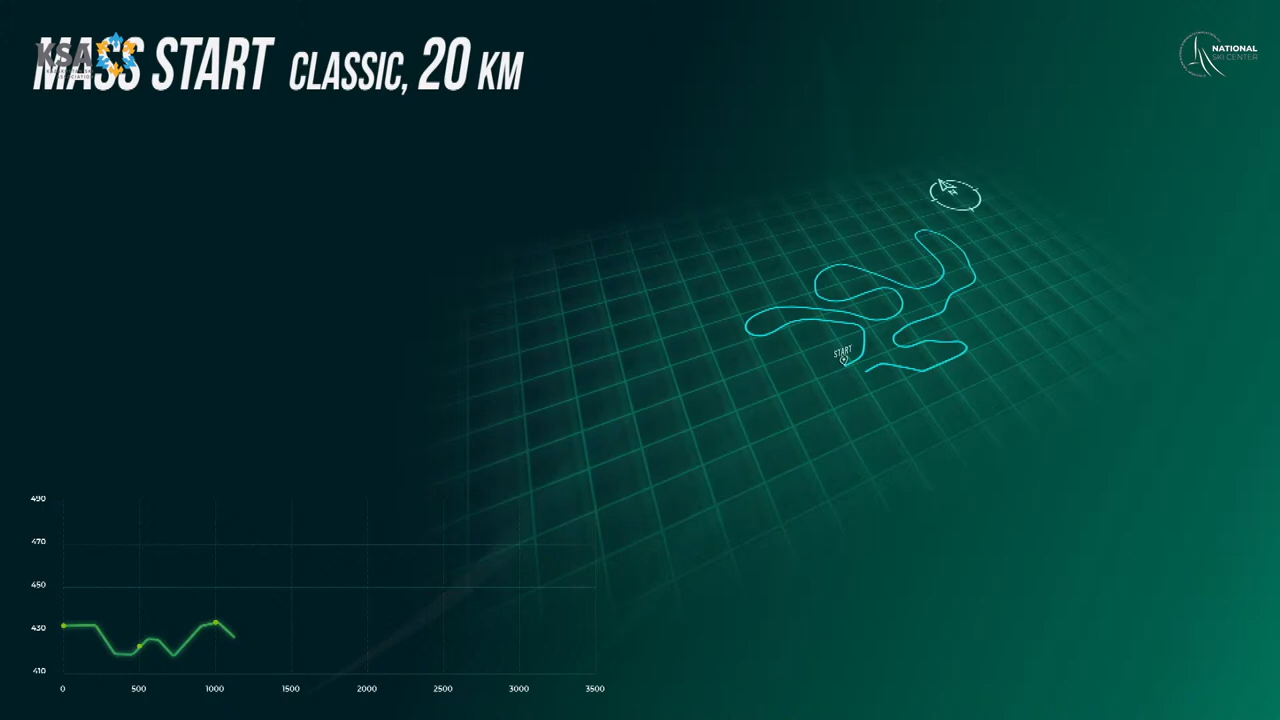 MASS START CLASSIC, 20 KM
KSA
NATIONAL
SKI CENTER
N
START
490
470
450
430
410
0 500 1000 1500 2000 2500 3000 3500